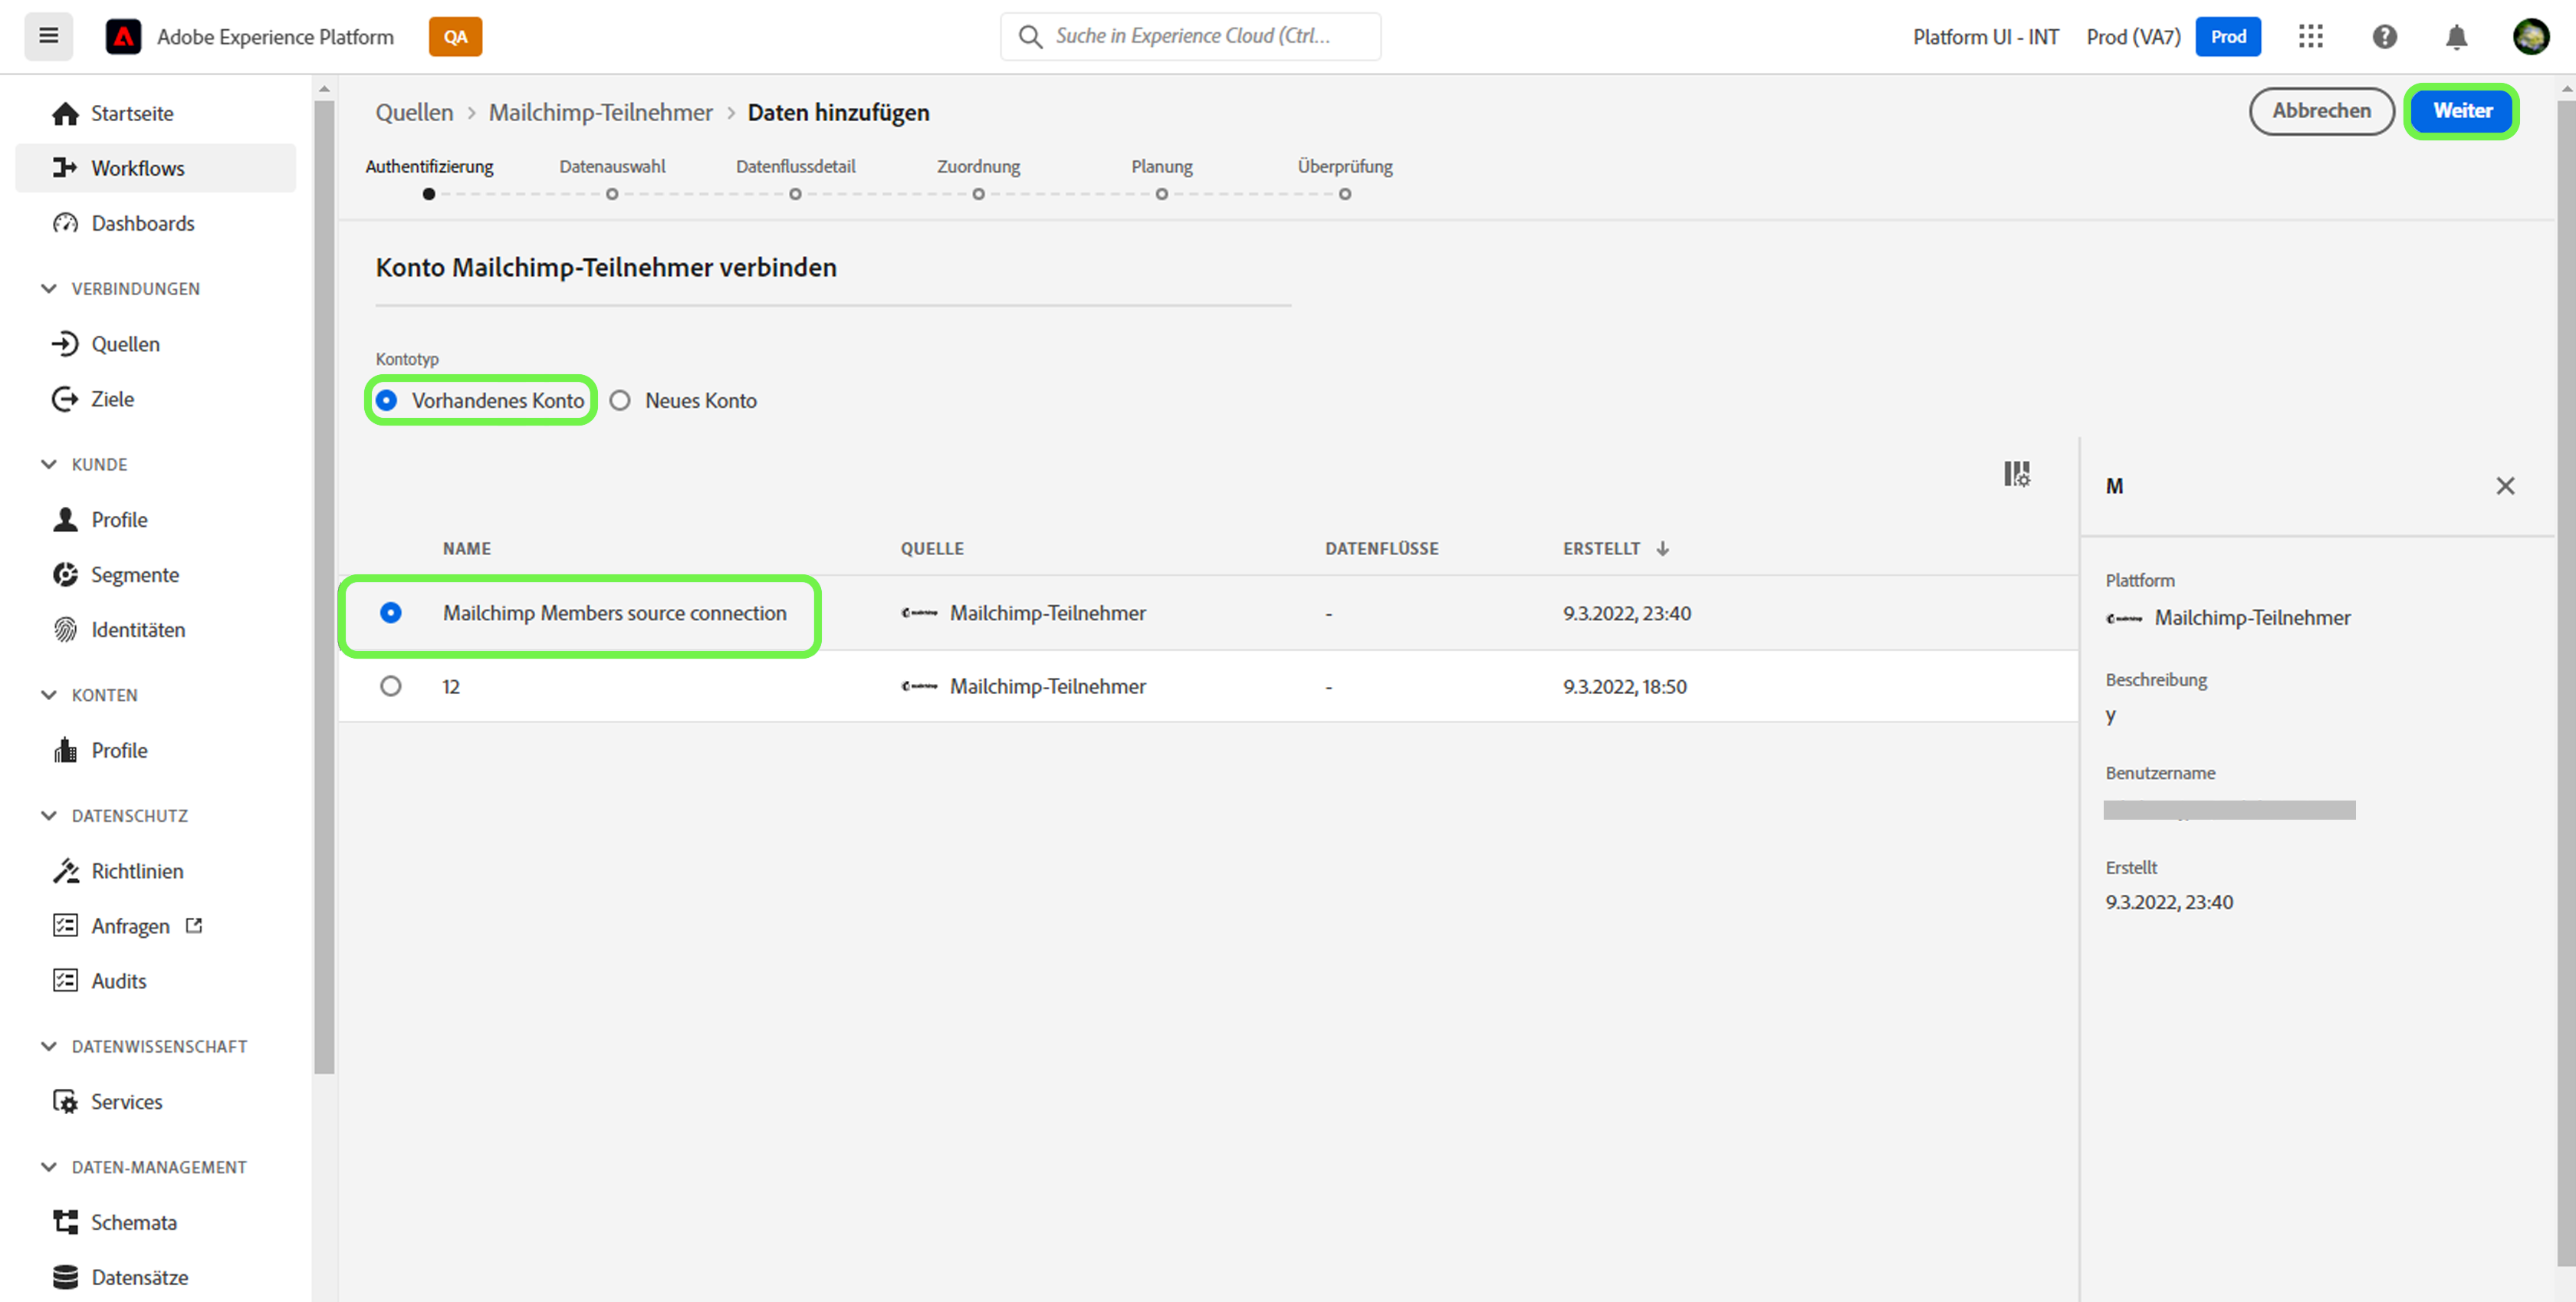 Adobe Experience Platform
QA
Suche in Experience Cloud (Ctrl...
Platform UI - INT
Prod (VA7)
Prod
Startseite
Workflows
Dashboards
VERBINDUNGEN
Quellen
Ziele
KUNDE
Profile
Segmente
Identitäten
KONTEN
Profile
DATENSCHUTZ
Richtlinien
Anfragen
Audits
DATENWISSENSCHAFT
Services
DATEN-MANAGEMENT
Schemata
Datensätze
Quellen > Mailchimp-Teilnehmer > Daten hinzufügen
Abbrechen
Weiter
Authentifizierung Datenauswahl Datenflussdetail Zuordnung Planung Überprüfung
Konto Mailchimp-Teilnehmer verbinden
Kontotyp
Vorhandenes Konto Neues Konto
NAME QUELLE DATENFLÜSSE ERSTELLT
Mailchimp Members source connection Mailchimp-Teilnehmer - 9.3.2022, 23:40
12 Mailchimp-Teilnehmer - 9.3.2022, 18:50
M
Plattform
Mailchimp-Teilnehmer
Beschreibung
y
Benutzername
Erstellt
9.3.2022, 23:40